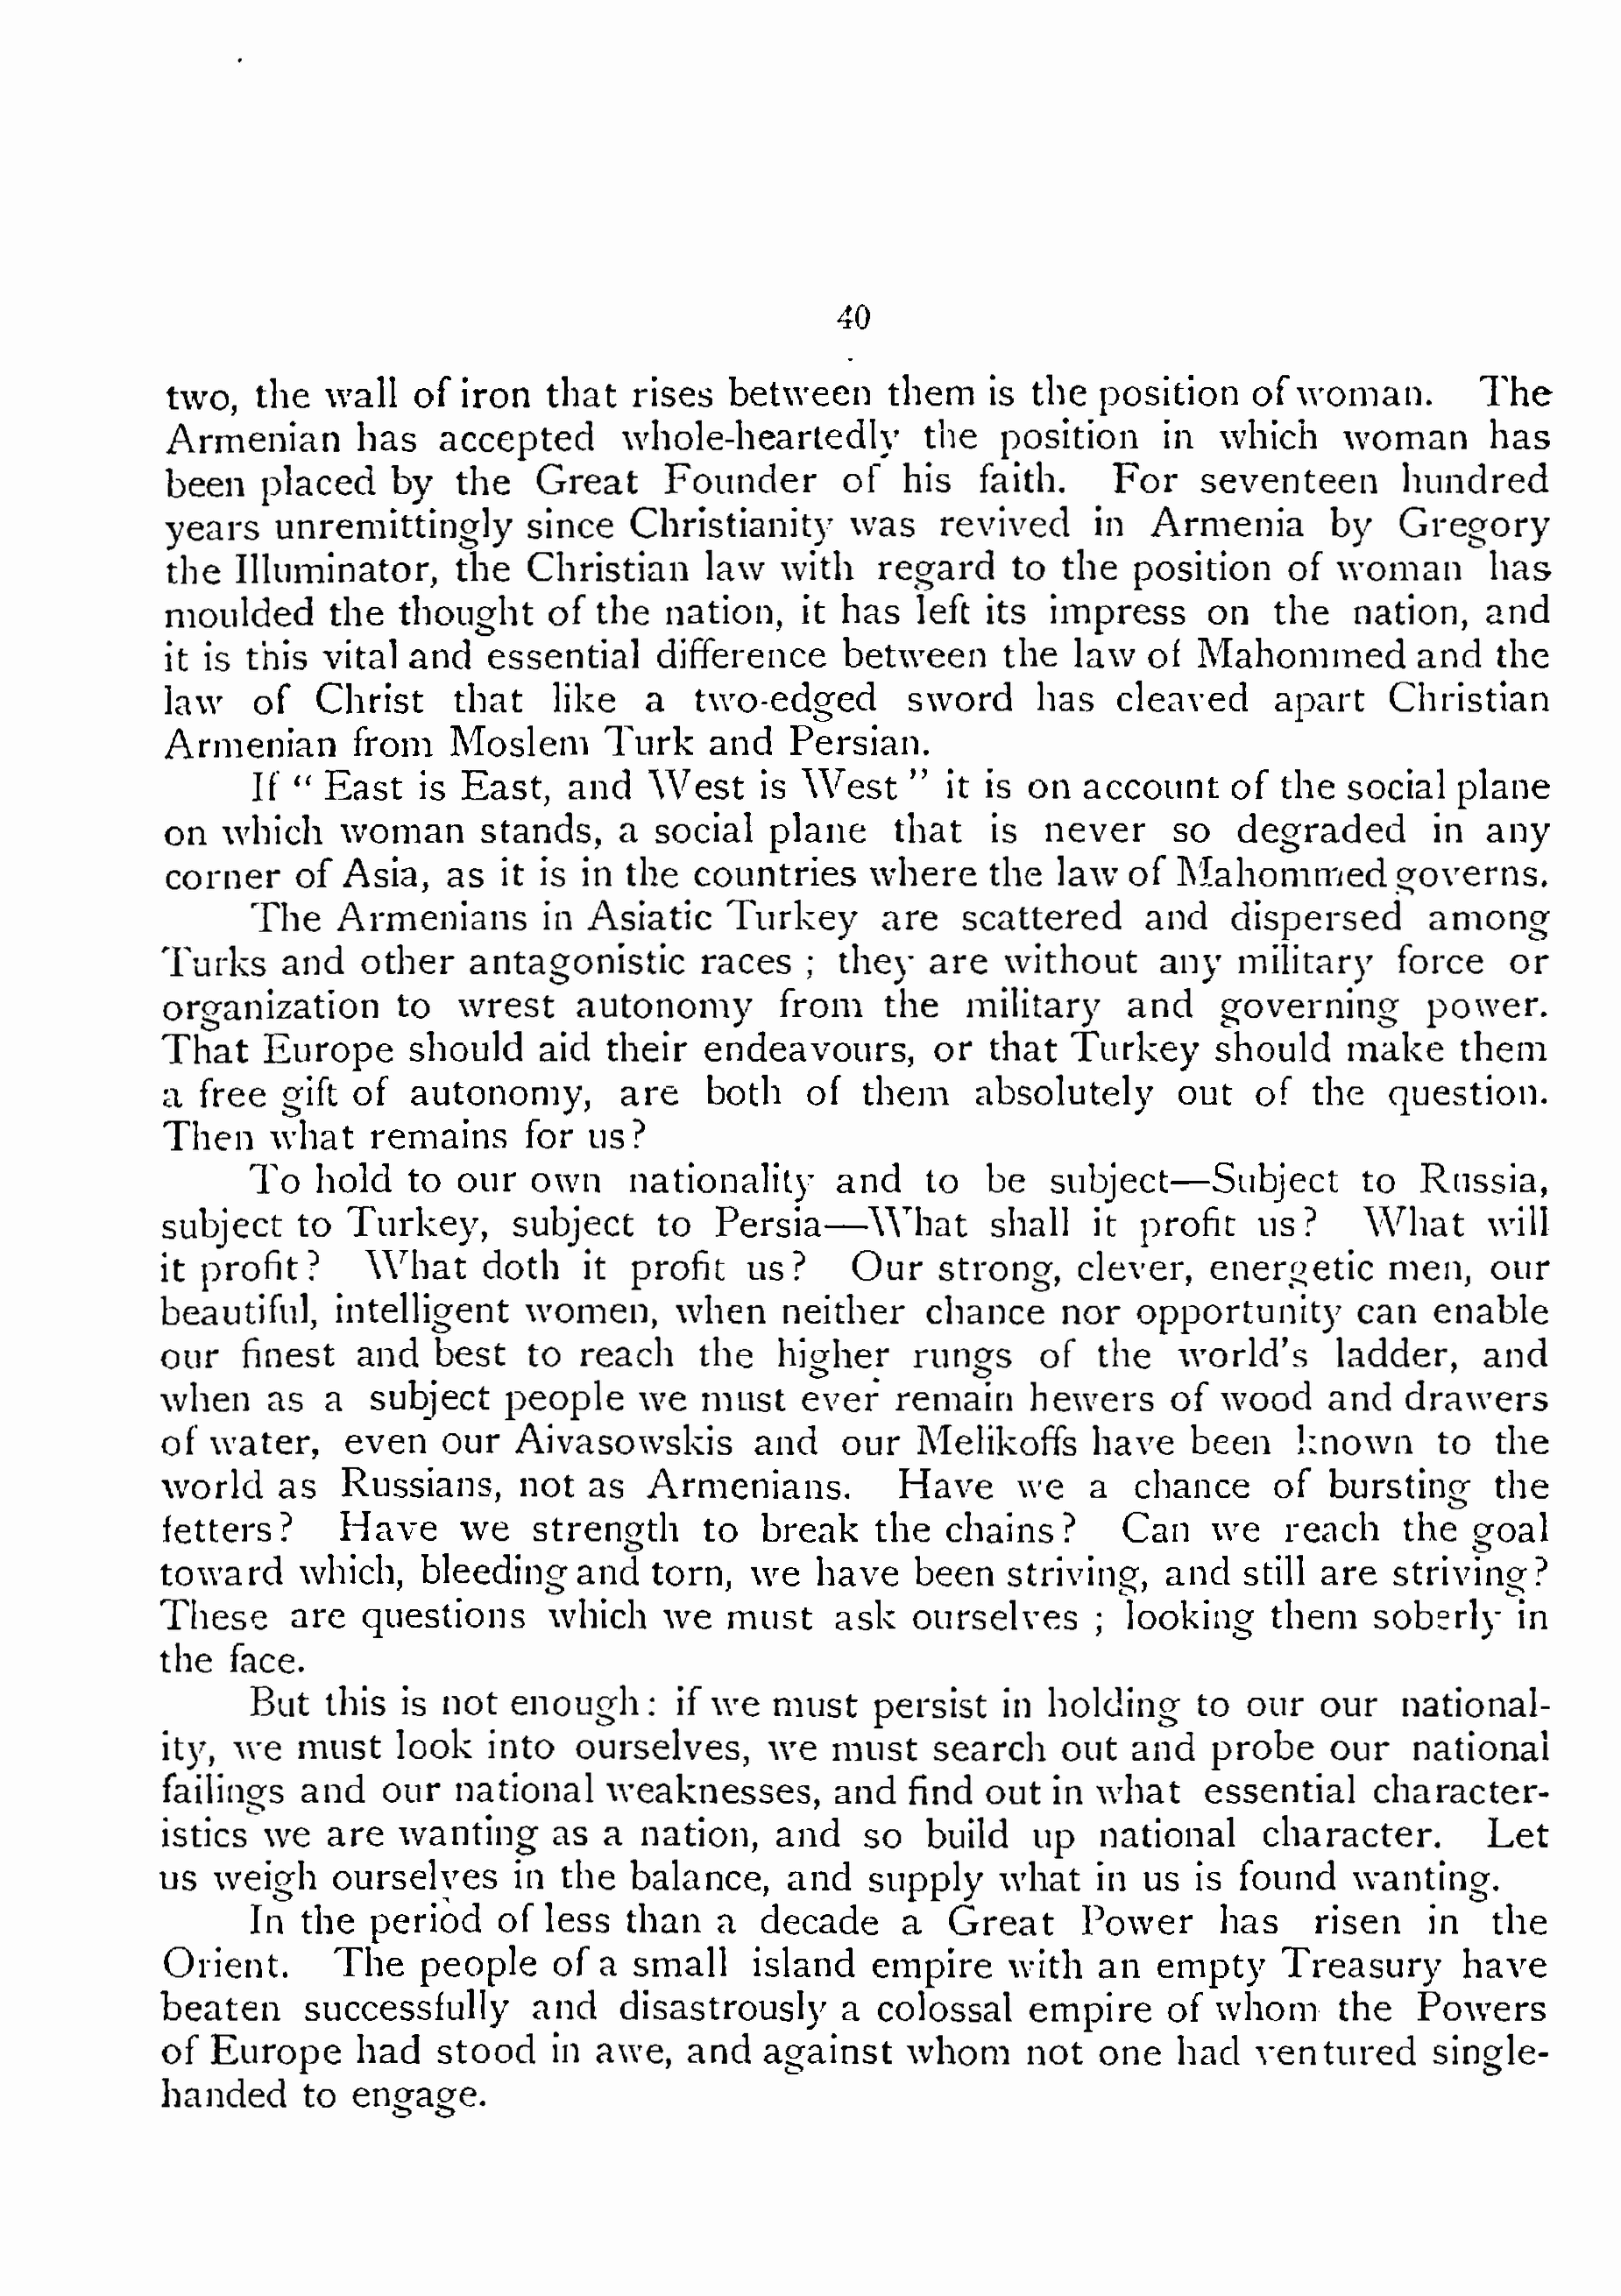 40
two, the wall of iron that rises between them is the position of woman. The
Armenian has accepted whole-heartedly the position in which woman has
been placed by the Great Founder of his faith. For seventeen hundred
years unremittingly since Christianity was revived in Armenia by Gregory
the Illuminator, the Christian law with regard to the position of woman has
moulded the thought of the nation, it has left its impress on the nation, and
it is this vital and essential difference between the law of Mahommed and the
law of Christ that like a two-edged sword has cleaved apart Christian
Armenian from Moslem Turk and Persian.
If " East is East, and West is West " it is on account of the social plane
on which woman stands, a social plane that is never so degraded in any
corner of Asia, as it is in the countries where the law of Mahommed governs.
The Armenians in Asiatic Turkey are scattered and dispersed among
Turks and other antagonistic races ; they are without any military force or
organization to wrest autonomy from the military and governing power.
That Europe should aid their endeavours, or that Turkey should make them
a free gift of autonomy, are both of them absolutely out of the question.
Then what remains for us?
To hold to our own nationality and to be subject—Subject to Russia,
subject to Turkey, subject to Persia—What shall it profit us? What will
it profit? What doth it profit us? Our strong, clever, energetic men, our
beautiful, intelligent women, when neither chance nor opportunity can enable
our finest and best to reach the higher rungs of the world's ladder, and
when as a subject people we must ever remain hewers of wood and drawers
of water, even our Aivasowskis and our Melikoffs have been known to the
world as Russians, not as Armenians. Have we a chance of bursting the
fetters? Have we strength to break the chains? Can we reach the goal
toward which, bleeding and torn, we have been striving, and still are striving?
These are questions which we must ask ourselves ; looking them soberly in
the face.
But this is not enough: if we must persist in holding to our our national-
ity, we must look into ourselves, we must search out and probe our national
failings and our national weaknesses, and find out in what essential character-
istics we are wanting as a nation, and so build up national character. Let
us weigh ourselves in the balance, and supply what in us is found wanting.
In the period of less than a decade a Great Power has risen in the
Orient. The people of a small island empire with an empty Treasury have
beaten successfully and disastrously a colossal empire of whom the Powers
of Europe had stood in awe, and against whom not one had ventured single-
handed to engage.